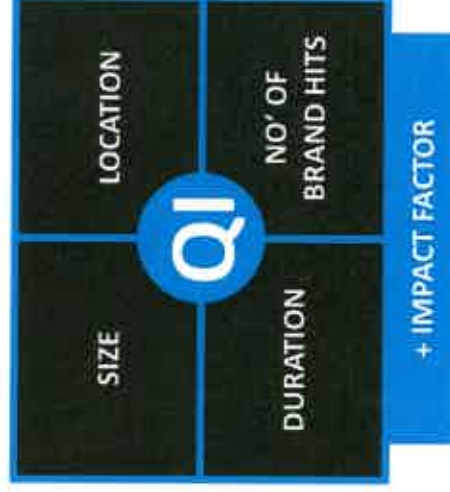 SIZE
LOCATION
QI
DURATION
NO' OF
BRAND HITS
+ IMPACT FACTOR